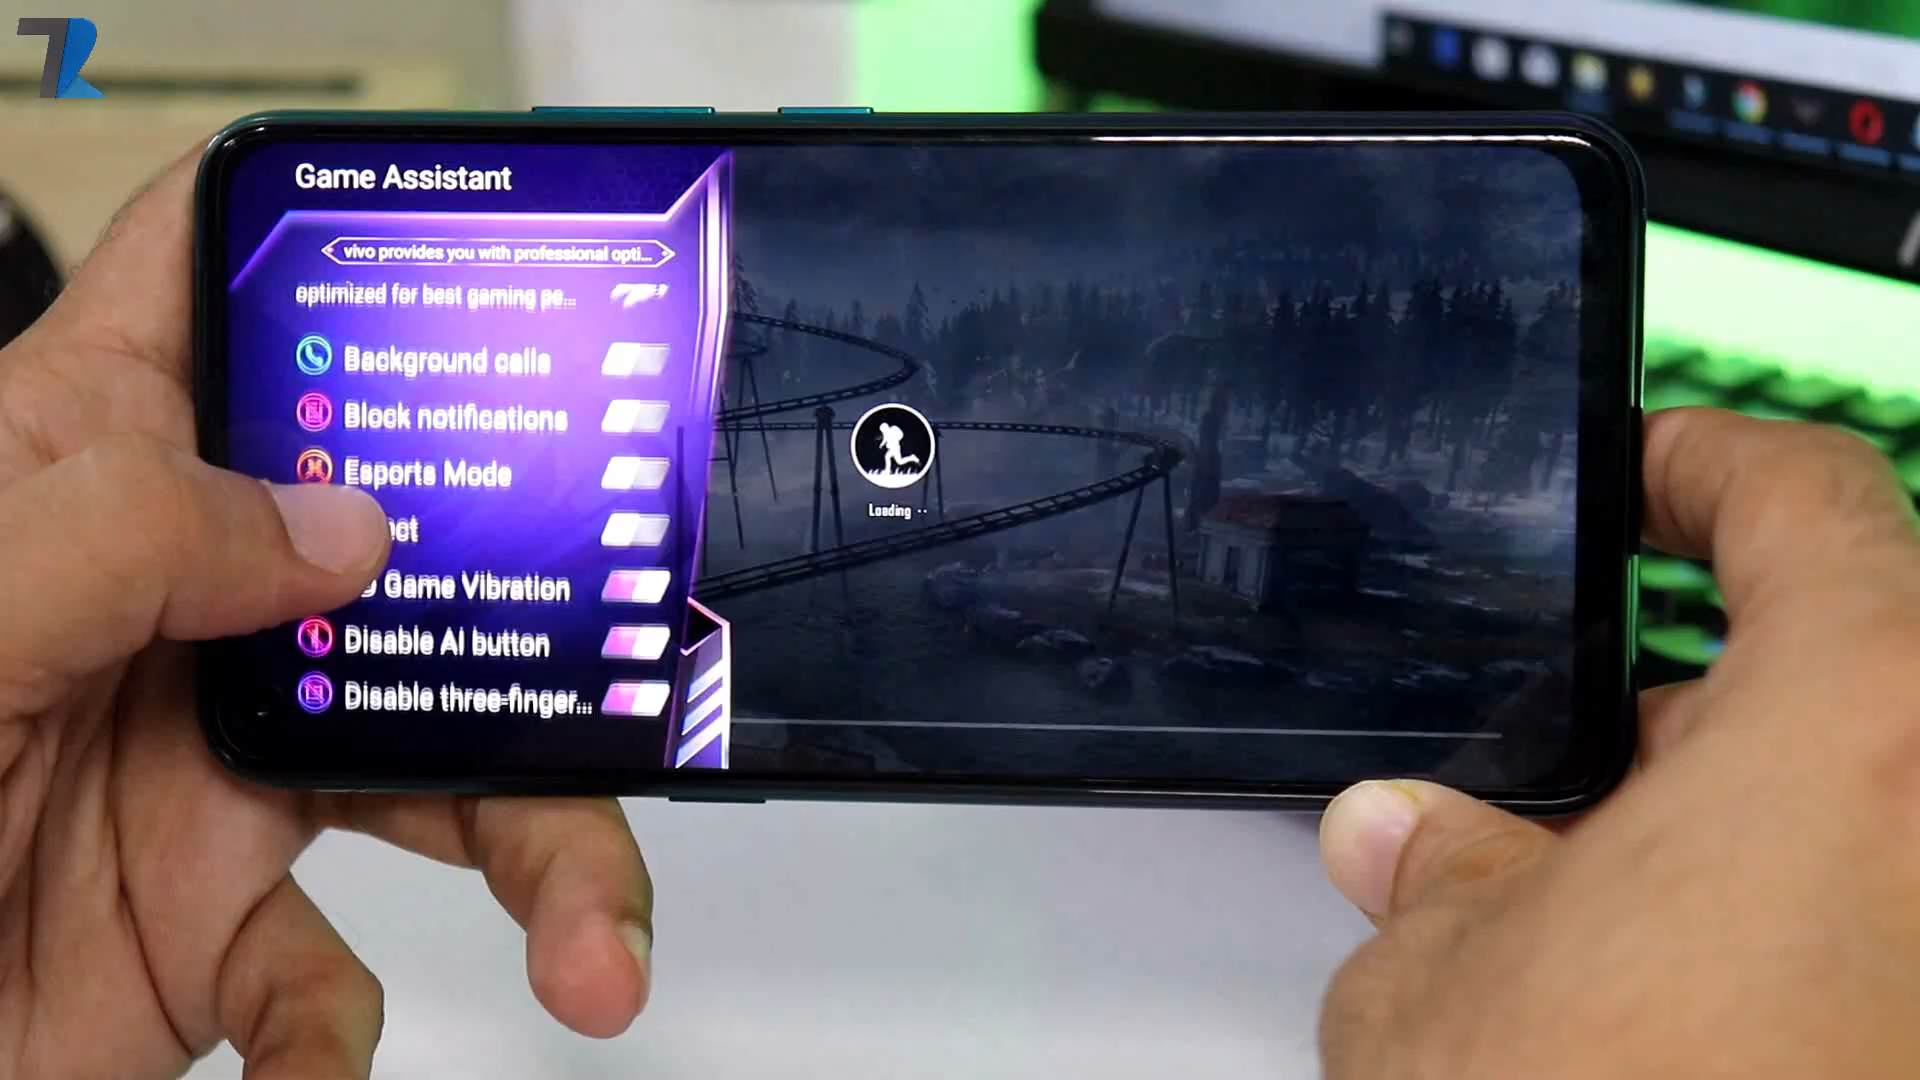 Game Assistant
vivo provides you with professional opti...
optimized for best gaming pe...
Background calls
Block notifications
Esports Mode
Game Vibration
Disable AI button
Disable three-finger...
Loading ··